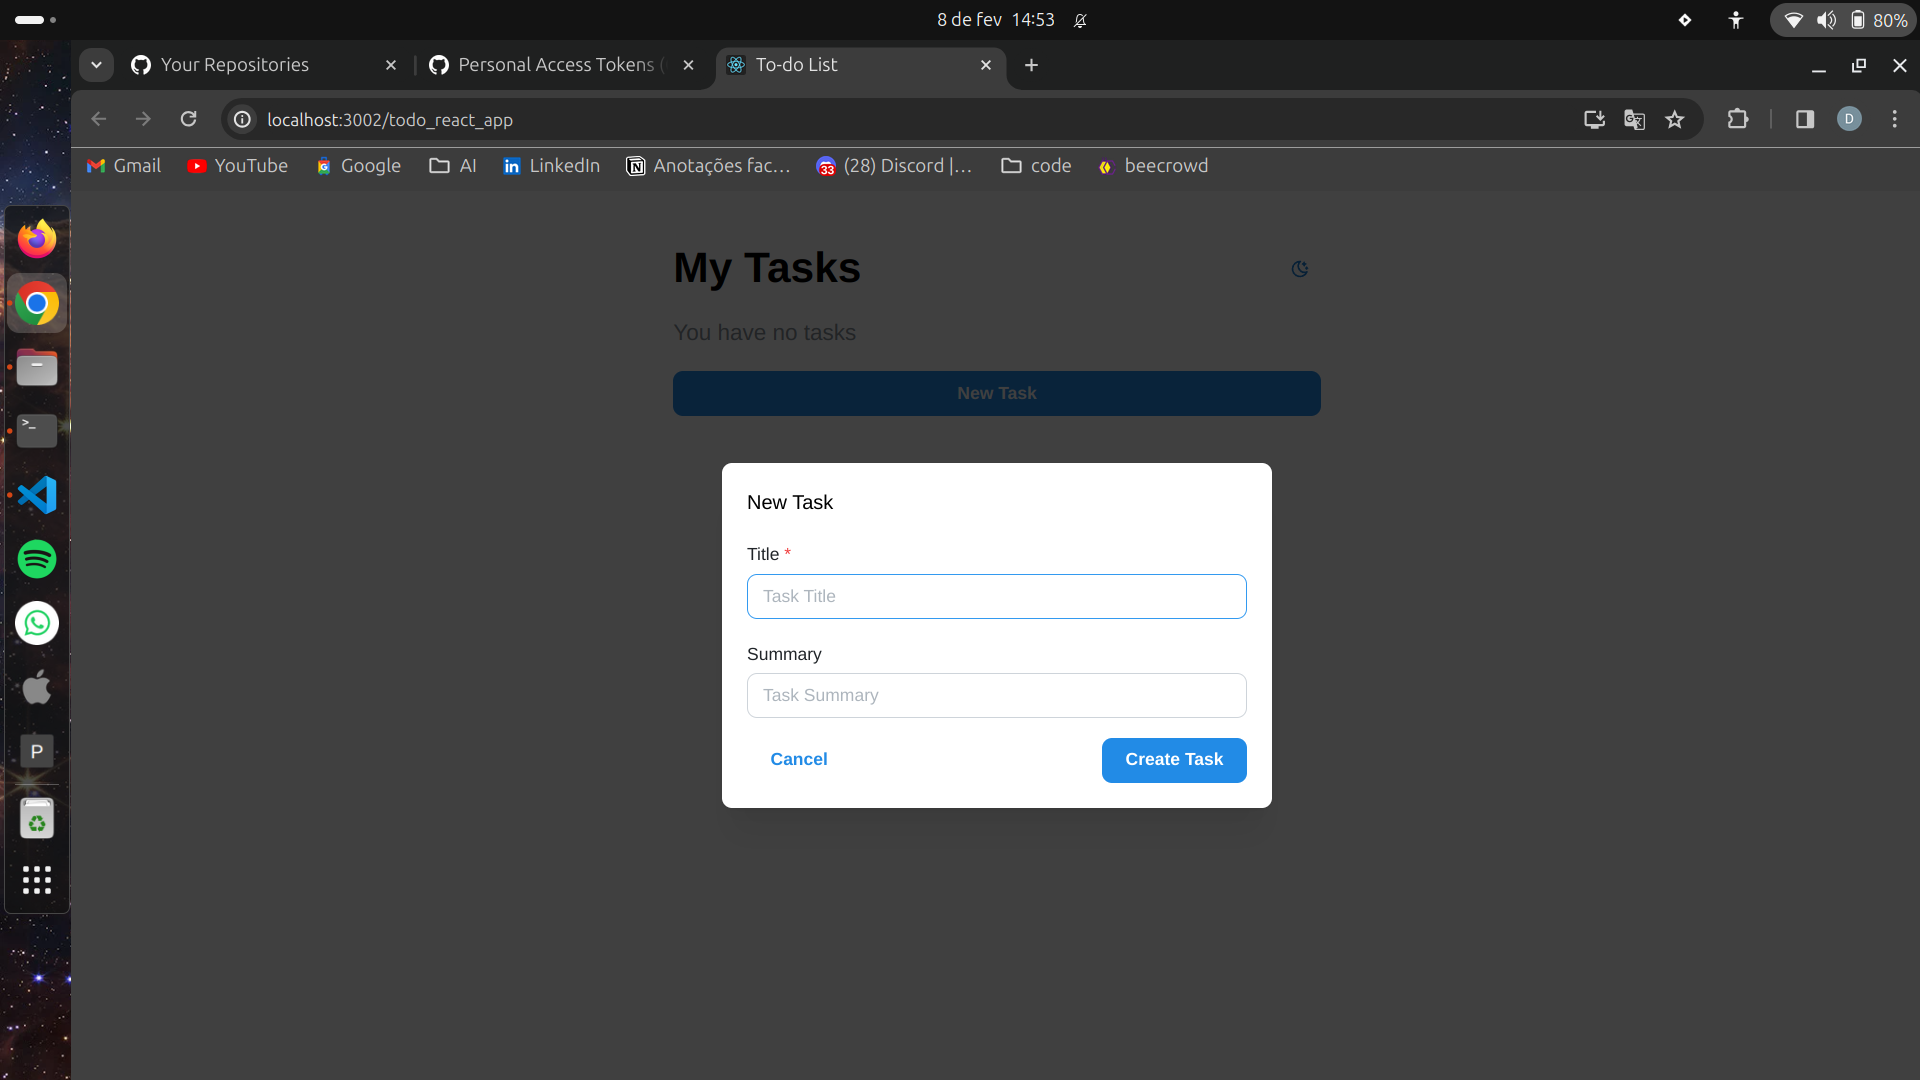 8 de fev 14:53
80%
Your Repositories
Personal Access Tokens (
To-do List
localhost:3002/todo_react_app
D
Gmail
YouTube
Google
AI
LinkedIn
Anotações fac...
33
(28) Discord |...
code
beecrowd
My Tasks
You have no tasks
New Task
New Task
Title *
Task Title
Summary
Task Summary
Cancel
Create Task
>_
P